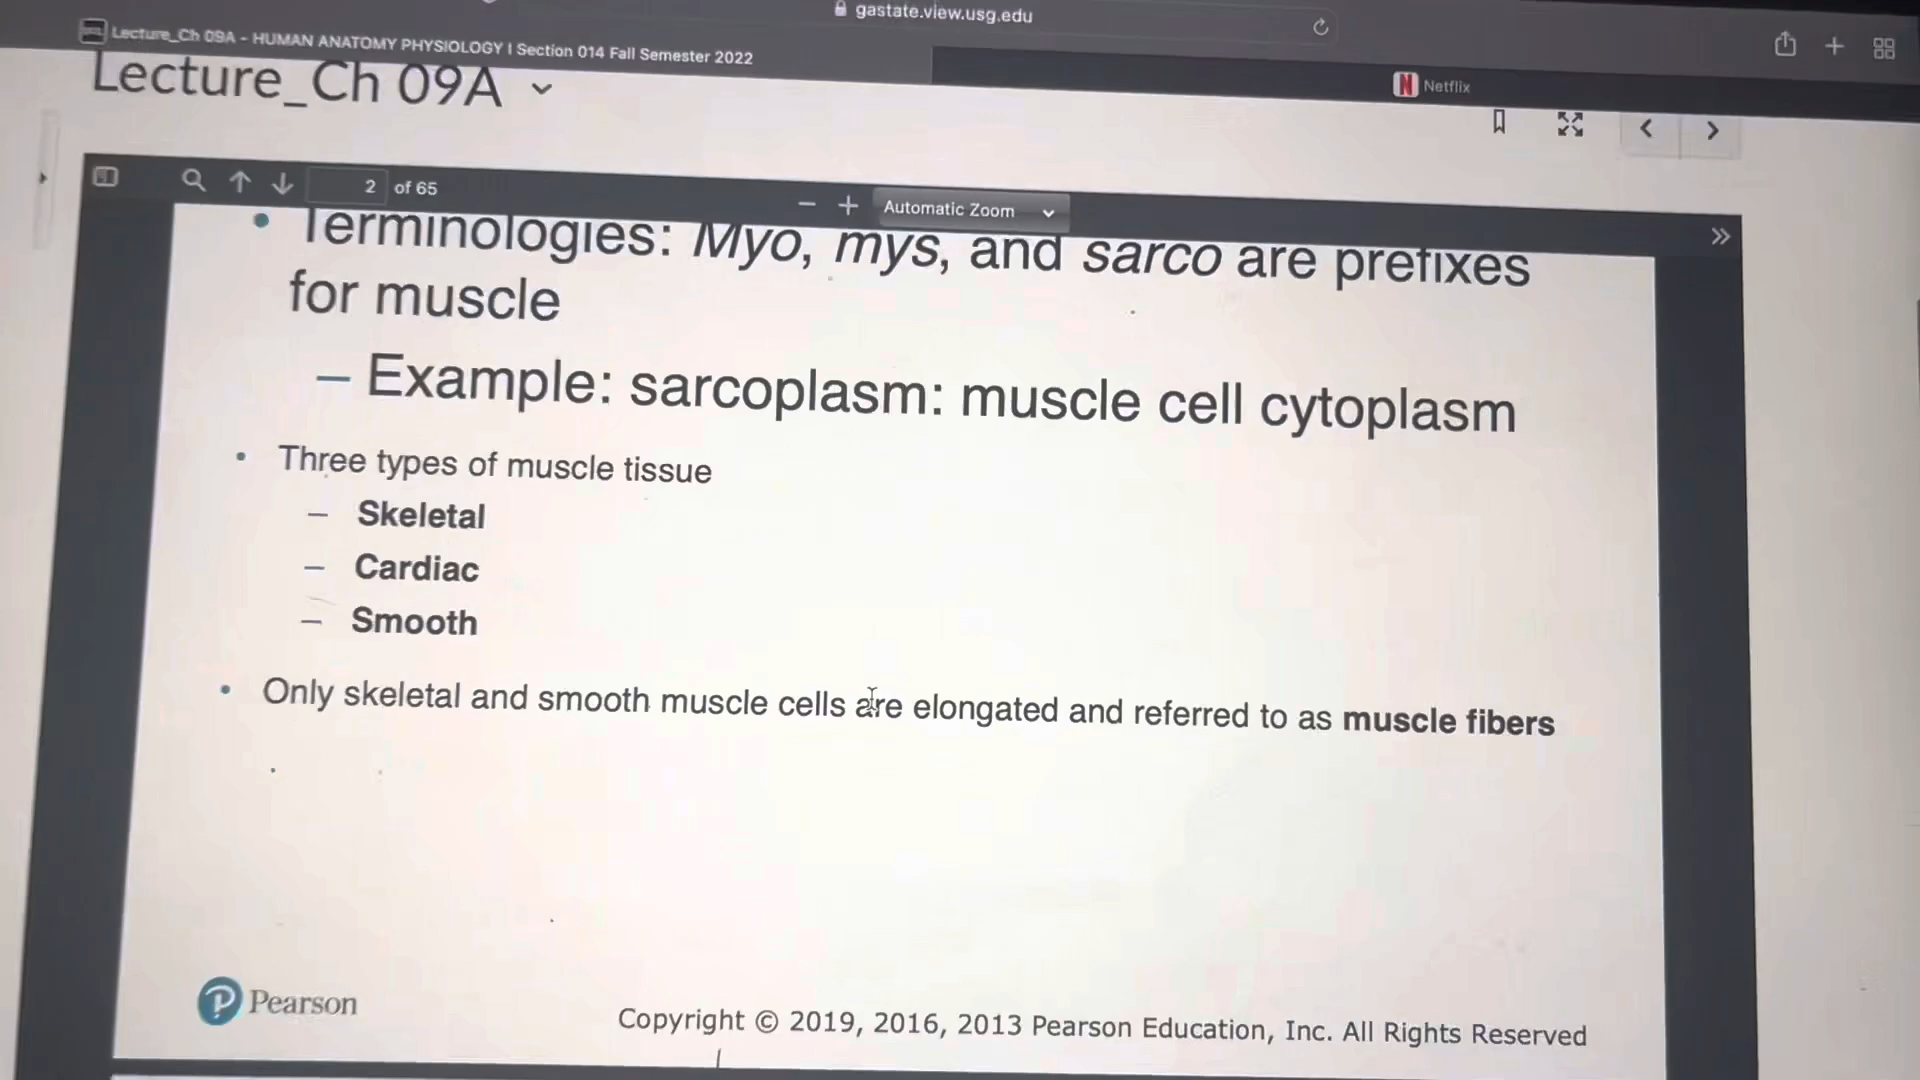 gastate.view.usg.edu
Lecture_Ch 09A - HUMAN ANATOMY PHYSIOLOGY I Section 014 Fall Semester 2022
Netflix
Lecture_Ch 09A
2 of 65
Automatic Zoom
• Terminologies: Myo, mys, and sarco are prefixes
for muscle
– Example: sarcoplasm: muscle cell cytoplasm
• Three types of muscle tissue
– Skeletal
– Cardiac
– Smooth
• Only skeletal and smooth muscle cells are elongated and referred to as muscle fibers
Pearson
Copyright © 2019, 2016, 2013 Pearson Education, Inc. All Rights Reserved